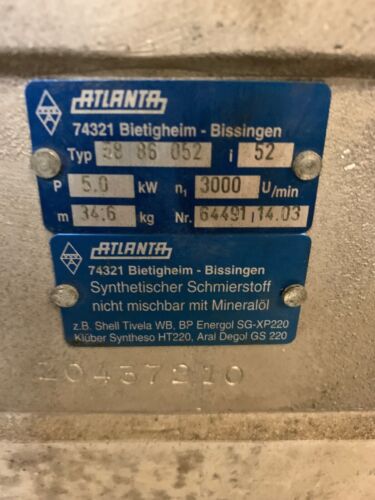 ATLANTA
74321 Bietigheim - Bissingen
Typ 58 86 052 i 52
P 5.0 kW n1 3000 U/min
m 34.6 kg Nr. 64491 14.03
ATLANTA
74321 Bietigheim - Bissingen
Synthetischer Schmierstoff
nicht mischbar mit Mineralöl
z.B. Shell Tivela WB, BP Energol SG-XP220
Klüber Syntheso HT220, Aral Degol GS 220
20437210